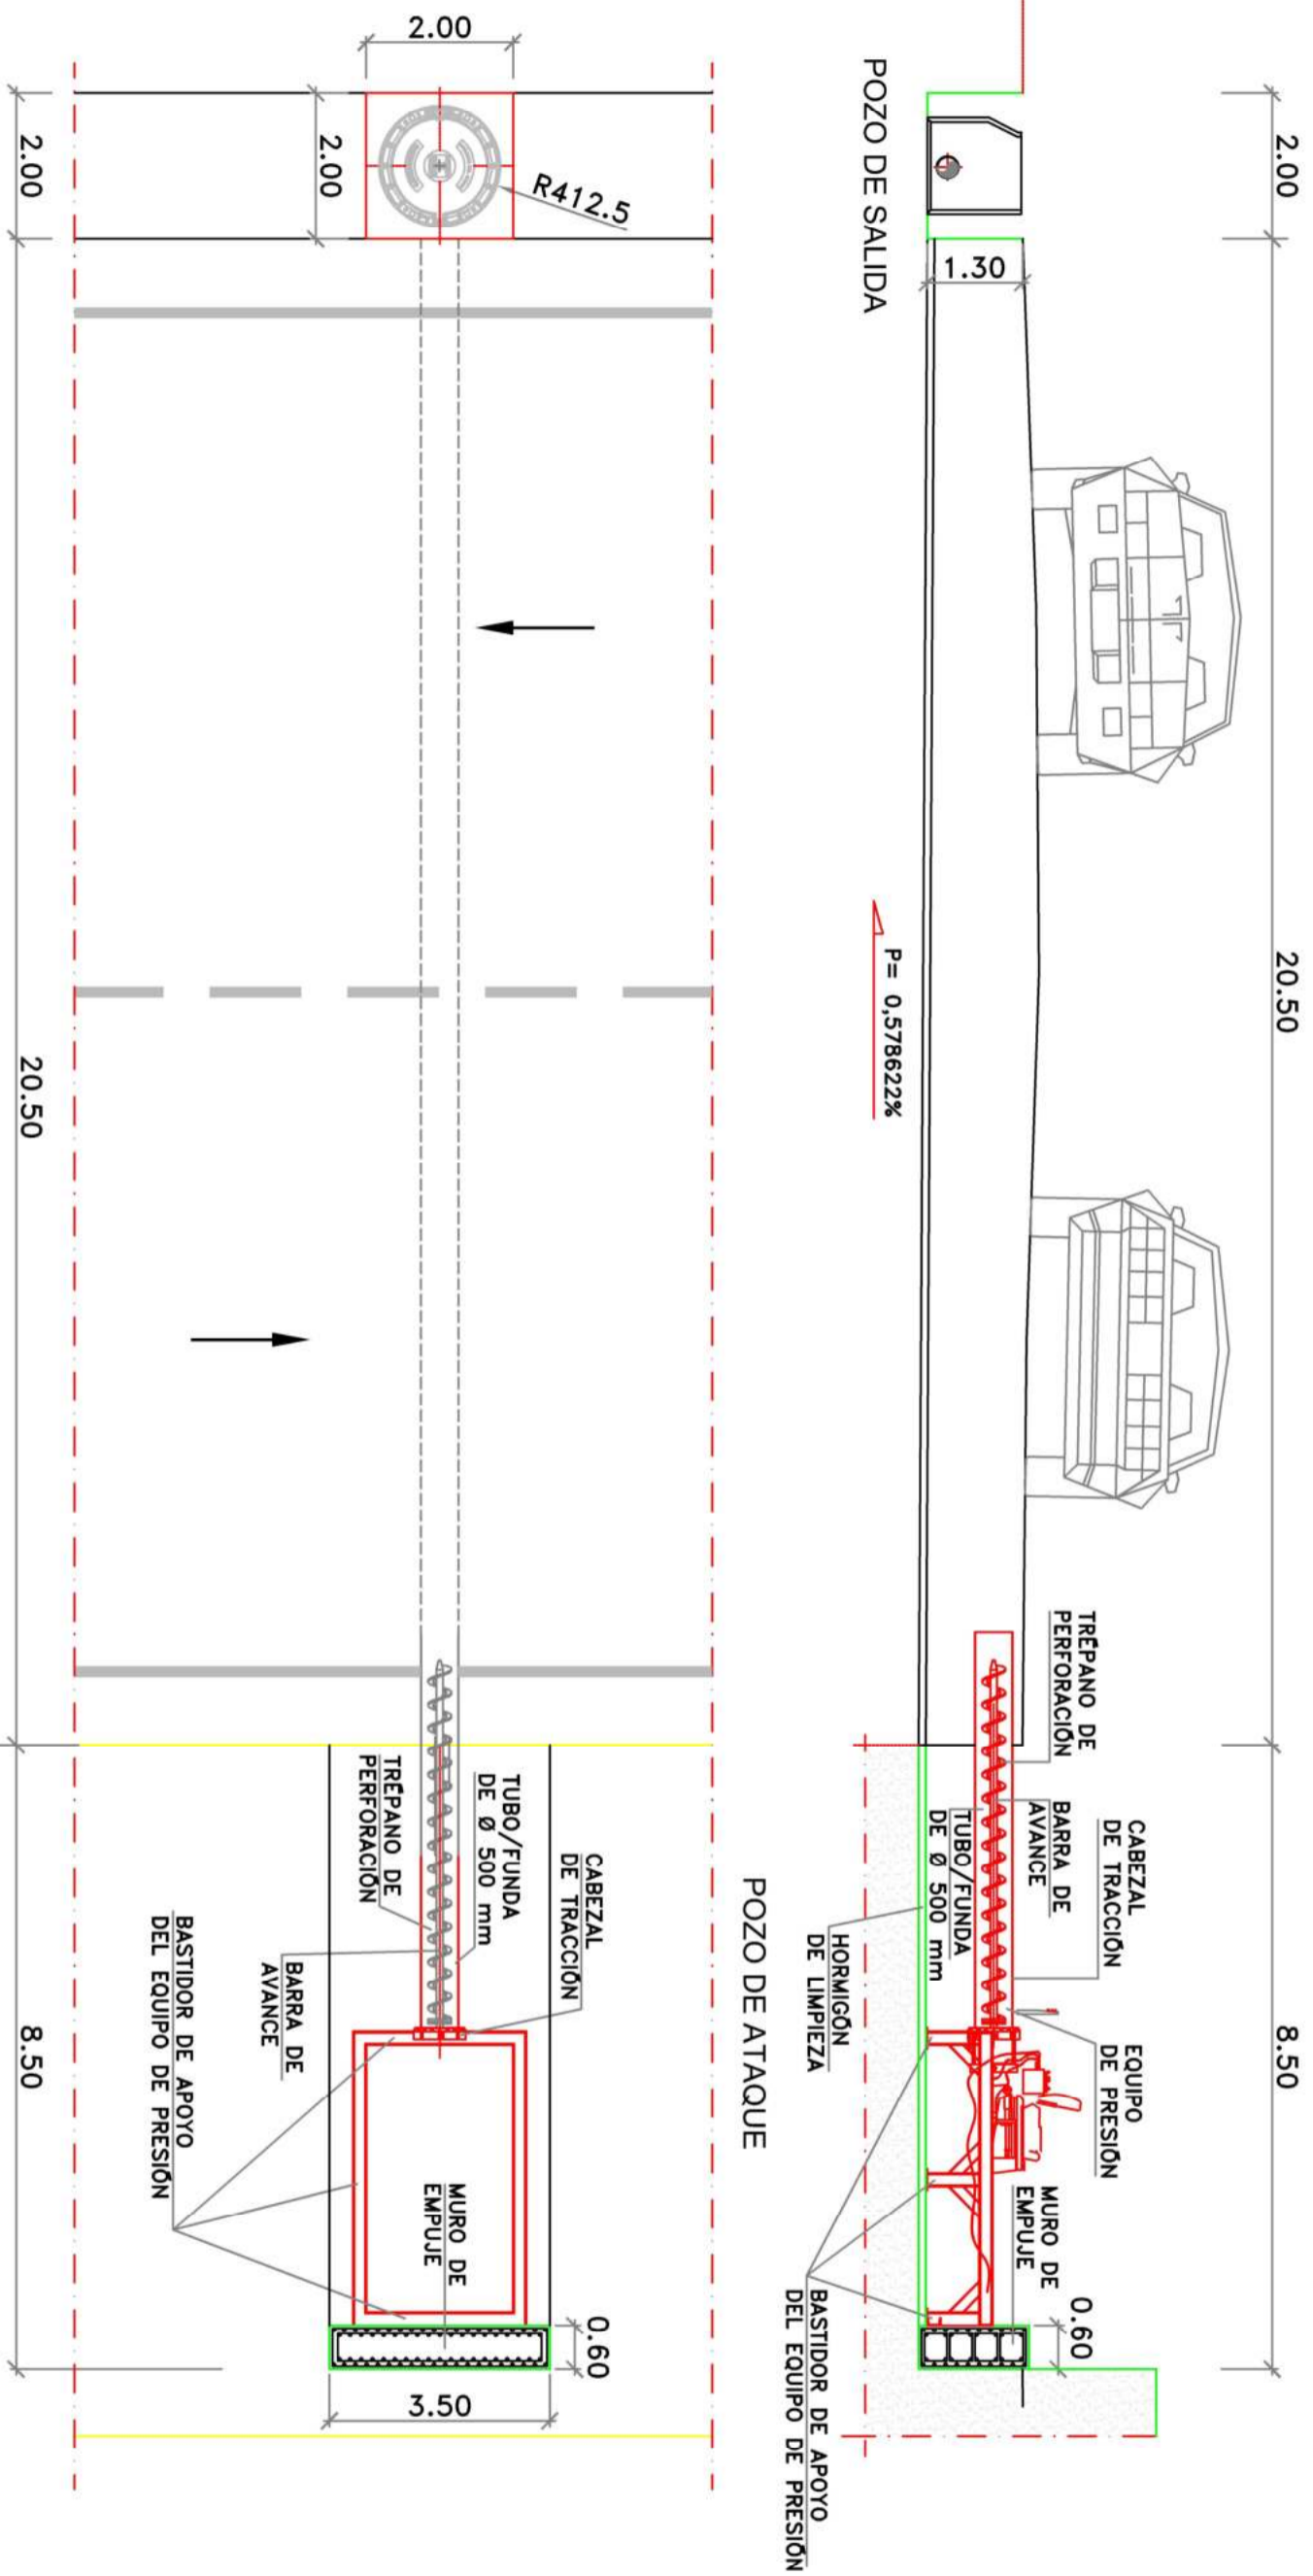 2.00
20.50
8.50
TRÉPANO DE
PERFORACIÓN
BARRA DE
AVANCE
CABEZAL
DE TRACCIÓN
EQUIPO
DE PRESIÓN
MURO DE
EMPUJE
0.60
1.30
TUBO/FUNDA
DE Ø 500 mm
P= 0,578622%
POZO DE SALIDA
HORMIGÓN
DE LIMPIEZA
BASTIDOR DE APOYO
DEL EQUIPO DE PRESIÓN
POZO DE ATAQUE
R412.5
2.00
2.00
CABEZAL
DE TRACCIÓN
0.60
TUBO/FUNDA
DE Ø 500 mm
MURO DE
EMPUJE
3.50
TRÉPANO DE
PERFORACIÓN
BARRA DE
AVANCE
BASTIDOR DE APOYO
DEL EQUIPO DE PRESIÓN
2.00
20.50
8.50